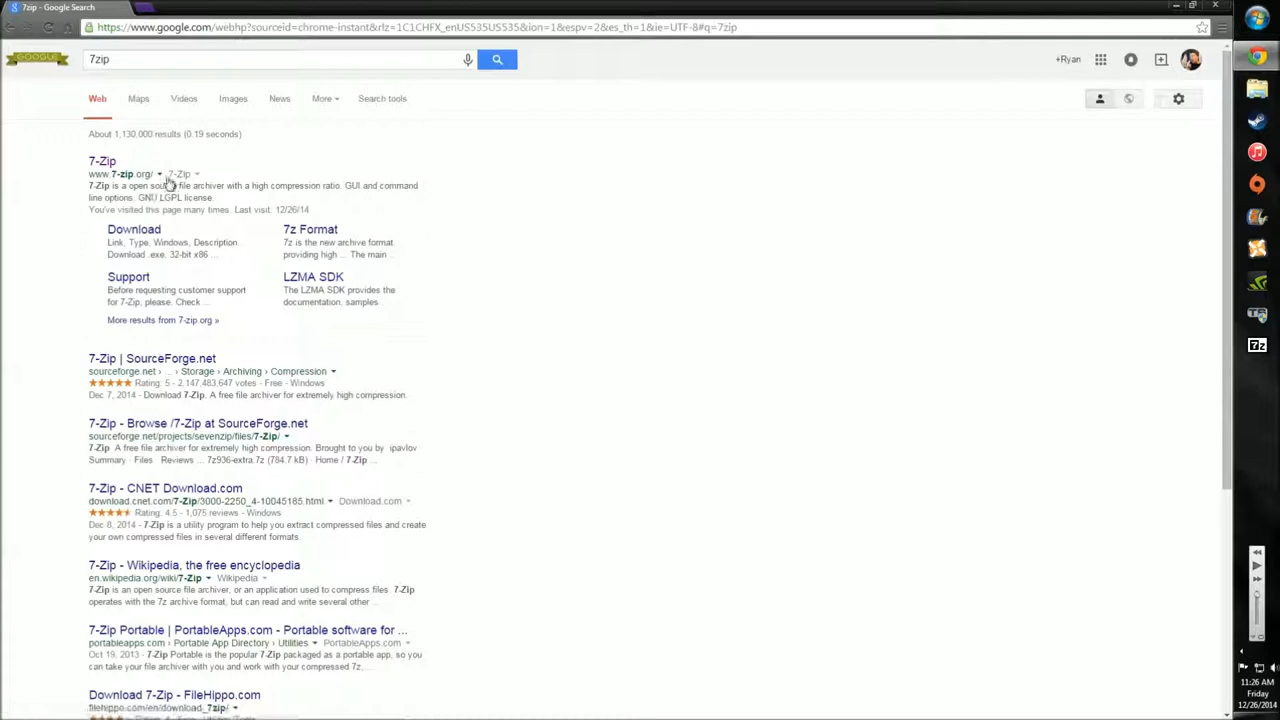 7zip - Google Search
https://www.google.com/webhp?sourceid=chrome-instant&rlz=1C1CHFX_enUS535US535&ion=1&espv=2&es_th=1&ie=UTF-8#q=7zip
GOOGLE
7zip
+Ryan
Web Maps Videos Images News More Search tools
About 1,130,000 results (0.19 seconds)
7-Zip
www.7-zip.org/ 7-Zip
7-Zip is a open source file archiver with a high compression ratio. GUI and command
line options. GNU LGPL license.
You've visited this page many times. Last visit: 12/26/14
Download
Link, Type, Windows, Description.
Download .exe, 32-bit x86 ...
7z Format
7z is the new archive format,
providing high ... The main ...
Support
Before requesting customer support
for 7-Zip, please. Check ...
LZMA SDK
The LZMA SDK provides the
documentation, samples ...
More results from 7-zip.org »
7-Zip | SourceForge.net
sourceforge.net › ... › Storage › Archiving › Compression
Rating: 5 - 2,147,483,647 votes - Free - Windows
Dec 7, 2014 - Download 7-Zip. A free file archiver for extremely high compression.
7-Zip - Browse /7-Zip at SourceForge.net
sourceforge.net/projects/sevenzip/files/7-Zip/
7-Zip. A free file archiver for extremely high compression. Brought to you by: ipavlov
Summary · Files · Reviews ... 7z936-extra.7z (784.7 kB) · Home / 7-Zip ...
7-Zip - CNET Download.com
download.cnet.com/7-Zip/3000-2250_4-10045185.html Download.com
Rating: 4.5 - 1,075 reviews - Windows
Dec 8, 2014 - 7-Zip is a utility program to help you extract compressed files and create
your own compressed files in several different formats.
7-Zip - Wikipedia, the free encyclopedia
en.wikipedia.org/wiki/7-Zip Wikipedia
7-Zip is an open source file archiver, or an application used to compress files. 7-Zip
operates with the 7z archive format, but can read and write several other ...
7-Zip Portable | PortableApps.com - Portable software for ...
portableapps.com › Portable App Directory › Utilities PortableApps.com
Oct 19, 2013 - 7-Zip Portable is the popular 7-Zip packaged as a portable app, so you
can take your file archiver with you and work with your compressed 7z, ...
Download 7-Zip - FileHippo.com
filehippo.com/en/download_7zip/
7z
11:26 AM
Friday
12/26/2014